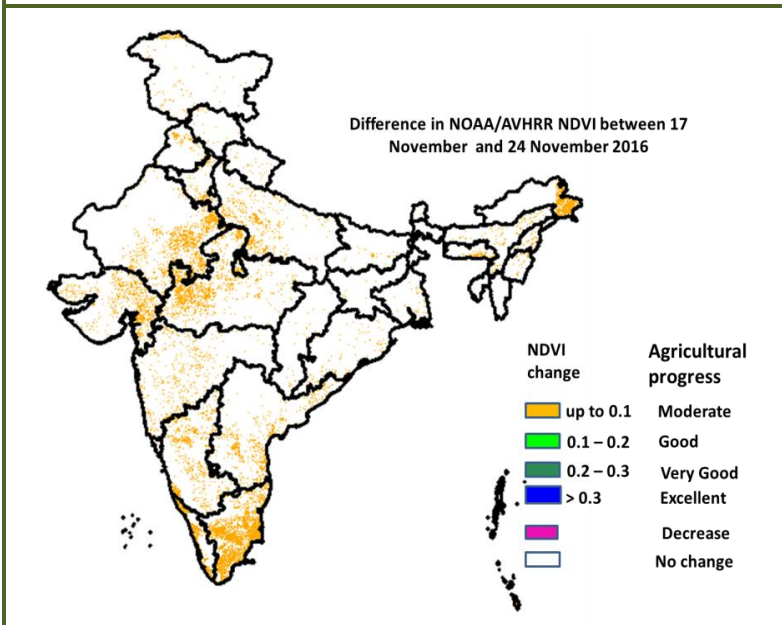 Difference in NOAA/AVHRR NDVI between 17
November and 24 November 2016
NDVI
change
Agricultural
progress
up to 0.1 Moderate
0.1 – 0.2 Good
0.2 – 0.3 Very Good
> 0.3 Excellent
Decrease
No change